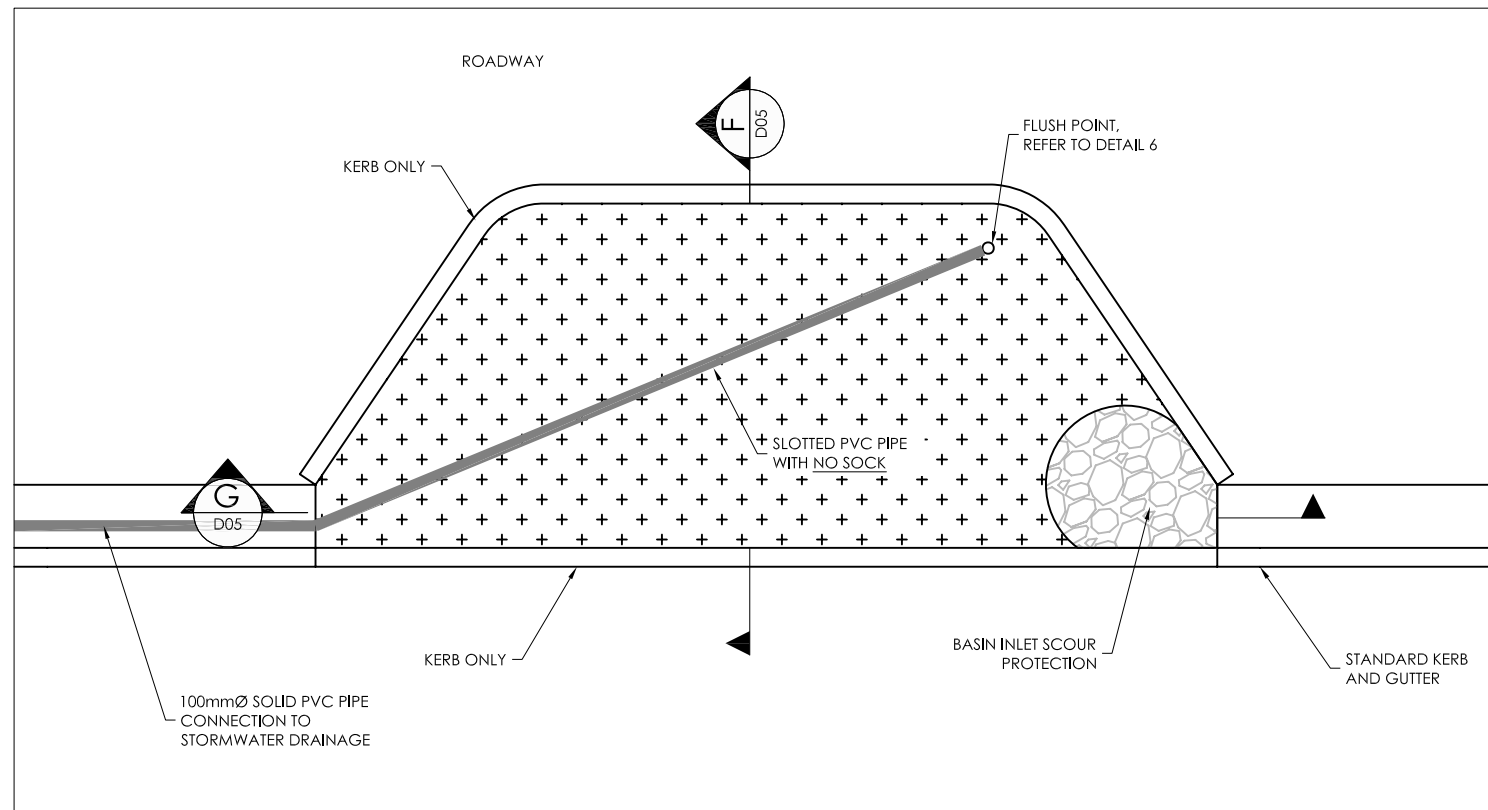 ROADWAY
F
D05
FLUSH POINT,
REFER TO DETAIL 6
KERB ONLY
SLOTTED PVC PIPE
WITH NO SOCK
G
D05
KERB ONLY
BASIN INLET SCOUR
PROTECTION
STANDARD KERB
AND GUTTER
100mmØ SOLID PVC PIPE
CONNECTION TO
STORMWATER DRAINAGE